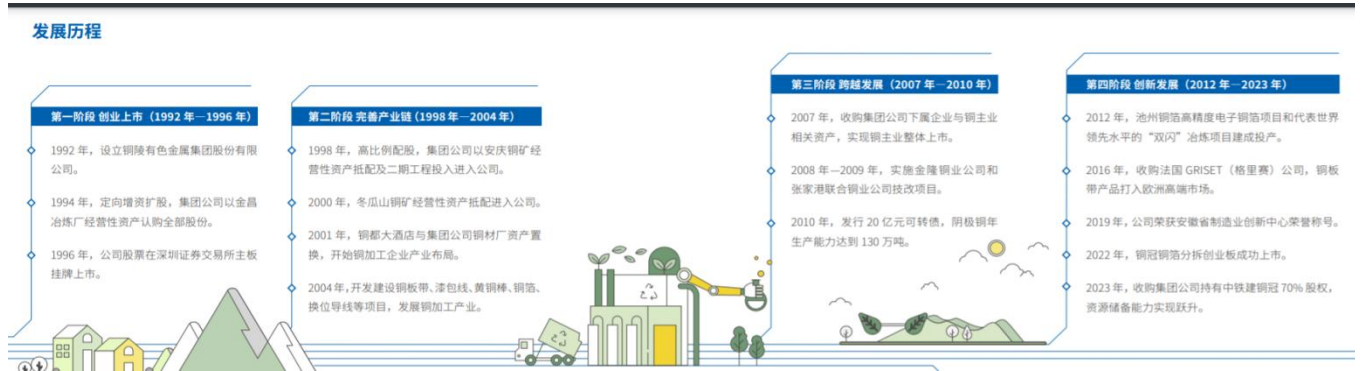 发展历程
第一阶段 创业上市（1992 年—1996 年）
1992 年，设立铜陵有色金属集团股份有限
公司。
1994 年，定向增资扩股，集团公司以金昌
冶炼厂经营性资产认购全部股份。
1996 年，公司股票在深圳证券交易所主板
挂牌上市。
第二阶段 完善产业链（1998 年—2004 年）
1998 年，高比例配股，集团公司以安庆铜矿经
营性资产抵配及二期工程投入进入公司。
2000 年，冬瓜山铜矿经营性资产抵配进入公司。
2001 年，铜都大酒店与集团公司铜材厂资产置
换，开始铜加工企业产业布局。
2004 年，开发建设铜板带、漆包线、黄铜棒、铜箔、
换位导线等项目，发展铜加工产业。
第三阶段 跨越发展（2007 年—2010 年）
2007 年，收购集团公司下属企业与铜主业
相关资产，实现铜主业整体上市。
2008 年—2009 年，实施金隆铜业公司和
张家港联合铜业公司技改项目。
2010 年，发行 20 亿元可转债，阴极铜年
生产能力达到 130 万吨。
第四阶段 创新发展（2012 年—2023 年）
2012 年，池州铜箔高精度电子铜箔项目和代表世界
领先水平的“双闪”冶炼项目建成投产。
2016 年，收购法国 GRISET（格里赛）公司，铜板
带产品打入欧洲高端市场。
2019 年，公司荣获安徽省制造业创新中心荣誉称号。
2022 年，铜冠铜箔分拆创业板成功上市。
2023 年，收购集团公司持有中铁建铜冠 70% 股权，
资源储备能力实现跃升。